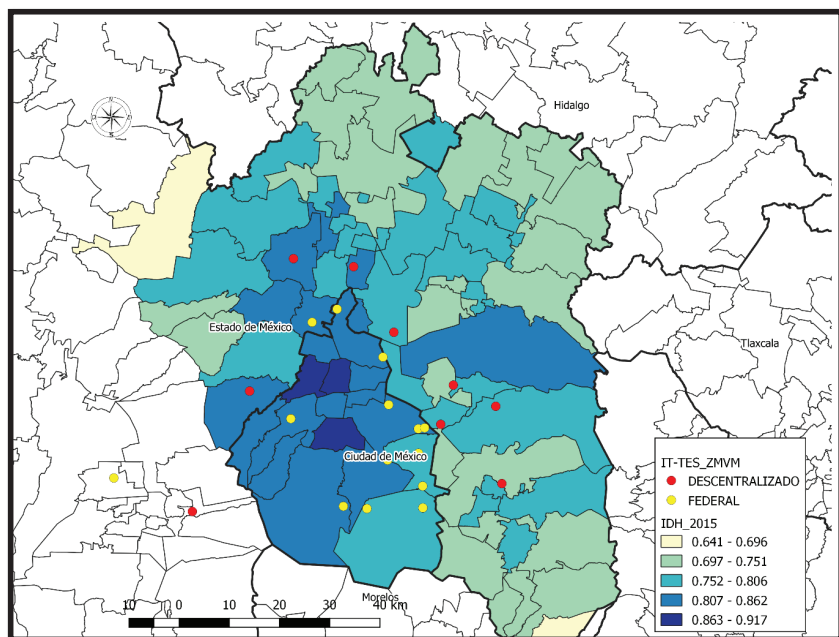 Hidalgo
Estado de México
Tlaxcala
Ciudad de México
Morelos
10 0 10 20 30 40 km
IT-TES_ZMVM
DESCENTRALIZADO
FEDERAL
IDH_2015
0.641 - 0.696
0.697 - 0.751
0.752 - 0.806
0.807 - 0.862
0.863 - 0.917